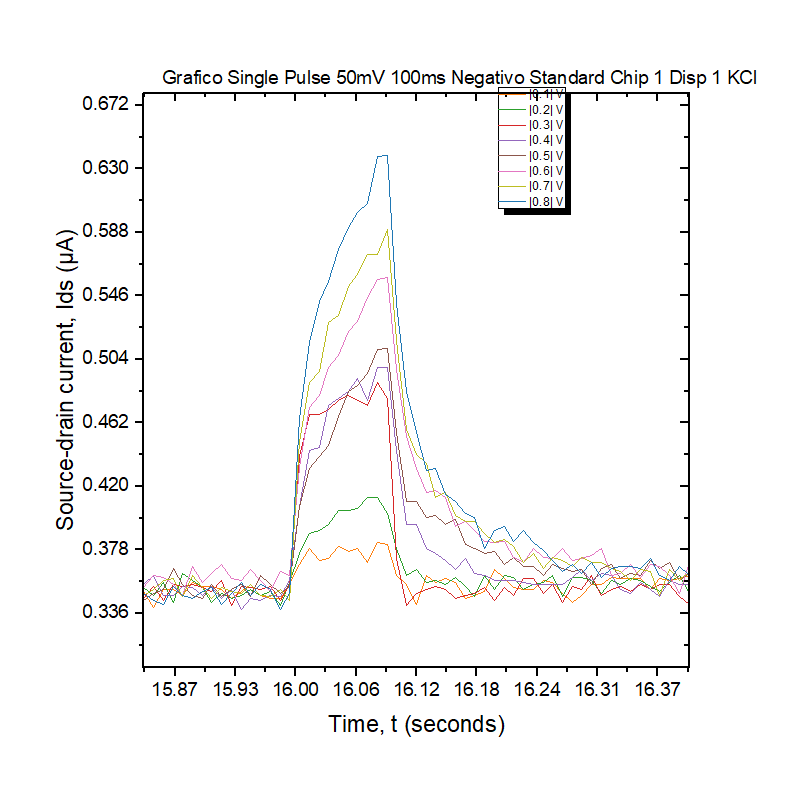 Grafico Single Pulse 50mV 100ms Negativo Standard Chip 1 Disp 1 KCl
|0.1| V
|0.2| V
|0.3| V
|0.4| V
|0.5| V
|0.6| V
|0.7| V
|0.8| V
0.672
0.630
0.588
0.546
0.504
0.462
0.420
0.378
0.336
Source-drain current, Ids (µA)
15.87 15.93 16.00 16.06 16.12 16.18 16.24 16.31 16.37
Time, t (seconds)